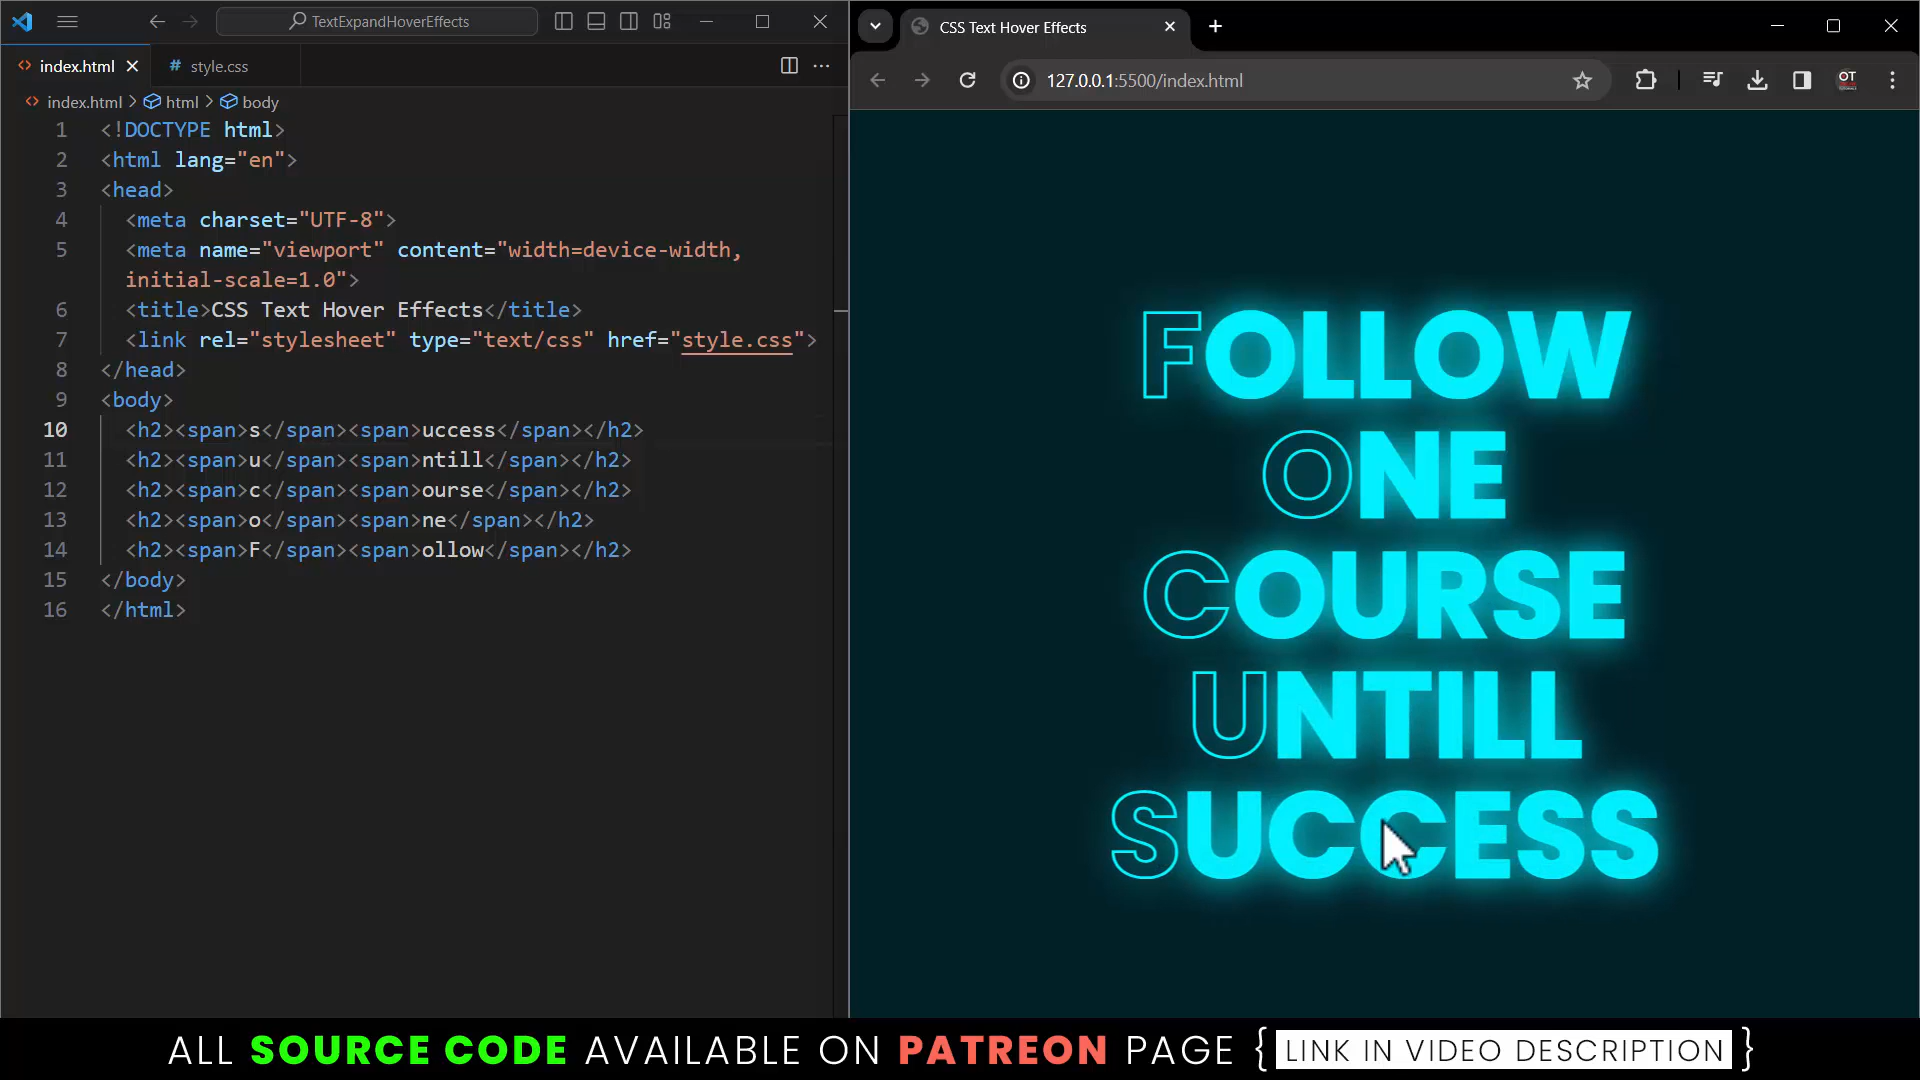 TextExpandHoverEffects
index.html
# style.css
index.html > html > body
1 <!DOCTYPE html>
2 <html lang="en">
3 <head>
4 <meta charset="UTF-8">
5 <meta name="viewport" content="width=device-width,
initial-scale=1.0">
6 <title>CSS Text Hover Effects</title>
7 <link rel="stylesheet" type="text/css" href="style.css">
8 </head>
9 <body>
10 <h2><span>s</span><span>uccess</span></h2>
11 <h2><span>u</span><span>ntill</span></h2>
12 <h2><span>c</span><span>ourse</span></h2>
13 <h2><span>o</span><span>ne</span></h2>
14 <h2><span>F</span><span>ollow</span></h2>
15 </body>
16 </html>
CSS Text Hover Effects
127.0.0.1:5500/index.html
OT
FOLLOW
ONE
COURSE
UNTILL
SUCCESS
ALL SOURCE CODE AVAILABLE ON PATREON PAGE { LINK IN VIDEO DESCRIPTION }